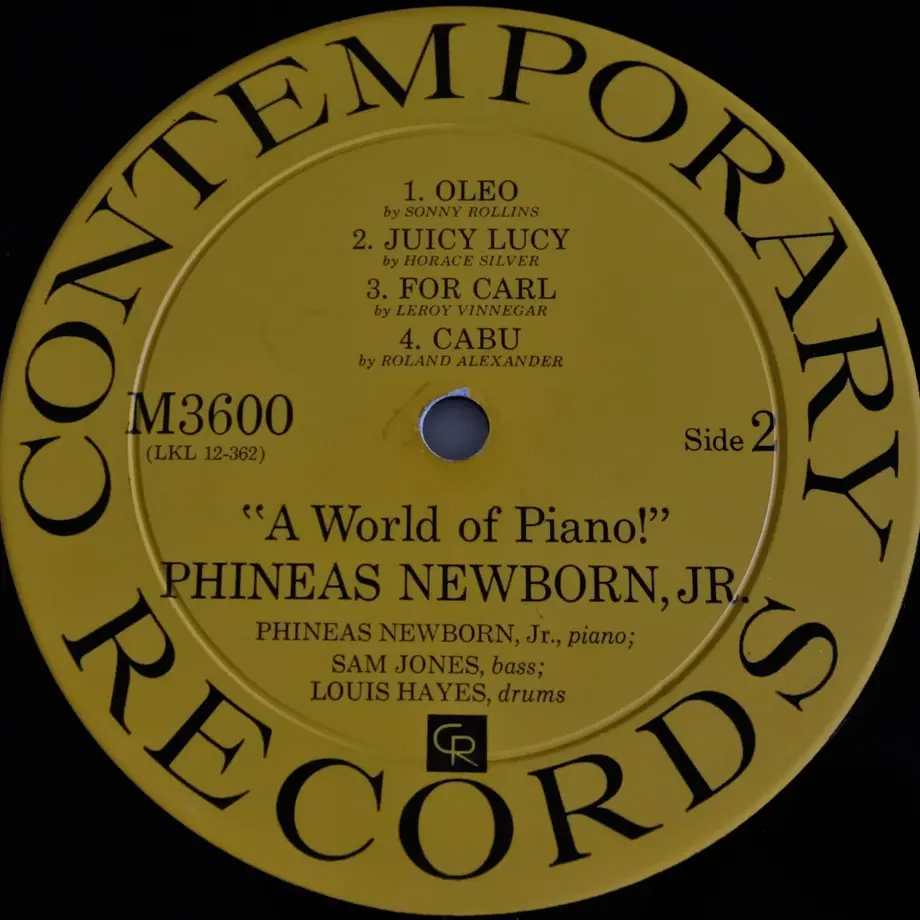 CONTEMPORARY
1. OLEO
by SONNY ROLLINS
2. JUICY LUCY
by HORACE SILVER
3. FOR CARL
by LEROY VINNEGAR
4. CABU
by ROLAND ALEXANDER
M3600
(LKL 12-362)
Side 2
“A World of Piano!”
PHINEAS NEWBORN, JR.
PHINEAS NEWBORN, Jr., piano;
SAM JONES, bass;
LOUIS HAYES, drums
CR
RECORDS